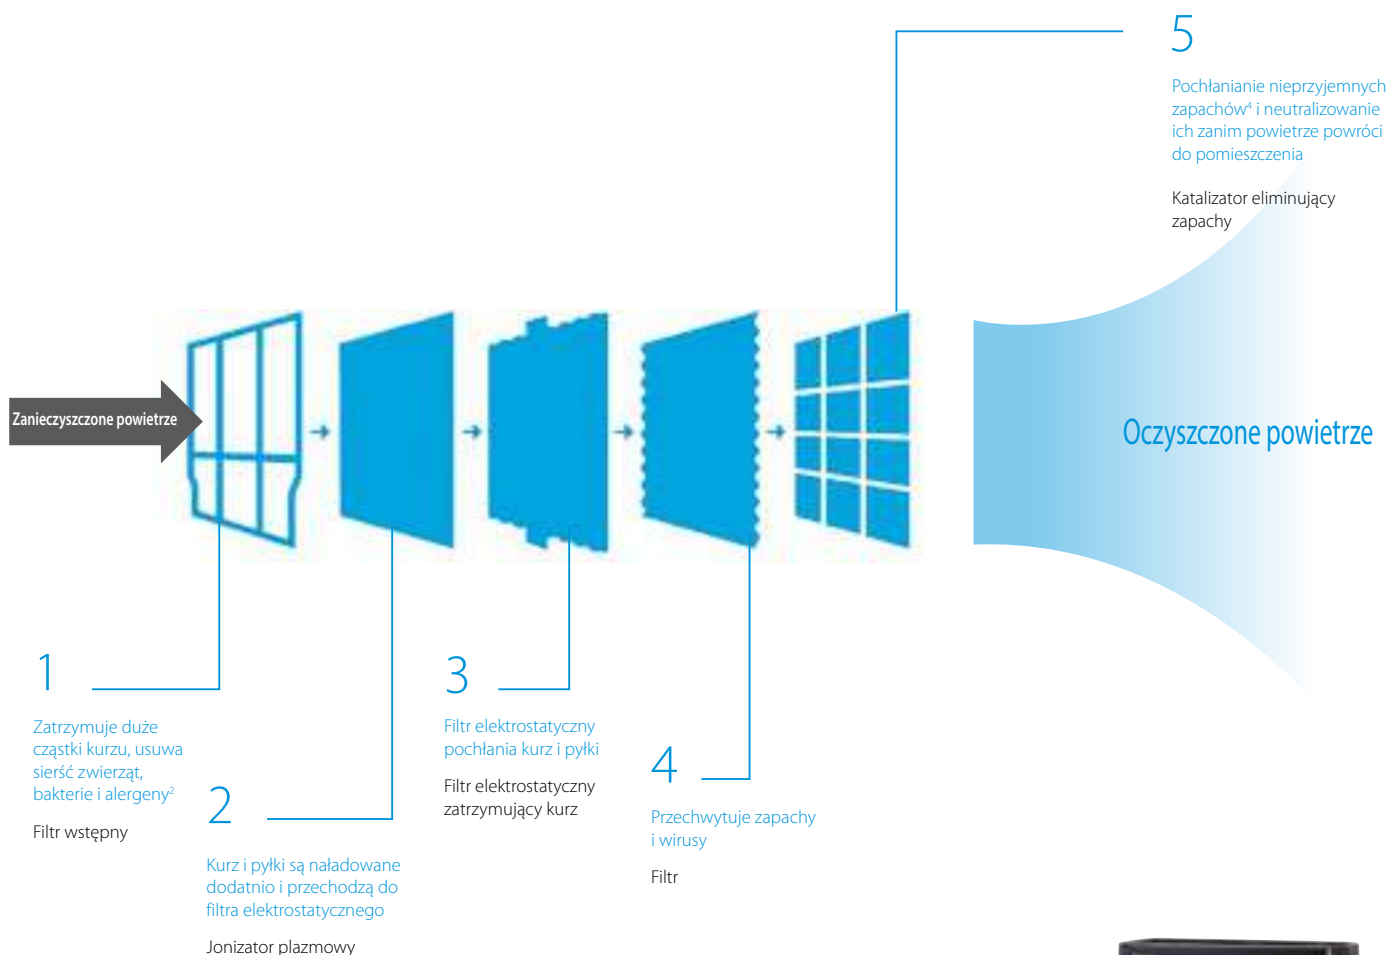 5
Pochłanianie nieprzyjemnych
zapachów⁴ i neutralizowanie
ich zanim powietrze powróci
do pomieszczenia
Katalizator eliminujący
zapachy
Zanieczyszczone powietrze
Oczyszczone powietrze
1
Zatrzymuje duże
cząstki kurzu, usuwa
sierść zwierząt,
bakterie i alergeny²
Filtr wstępny
2
Kurz i pyłki są naładowane
dodatnio i przechodzą do
filtra elektrostatycznego
Jonizator plazmowy
3
Filtr elektrostatyczny
pochłania kurz i pyłki
Filtr elektrostatyczny
zatrzymujący kurz
4
Przechwytuje zapachy
i wirusy
Filtr